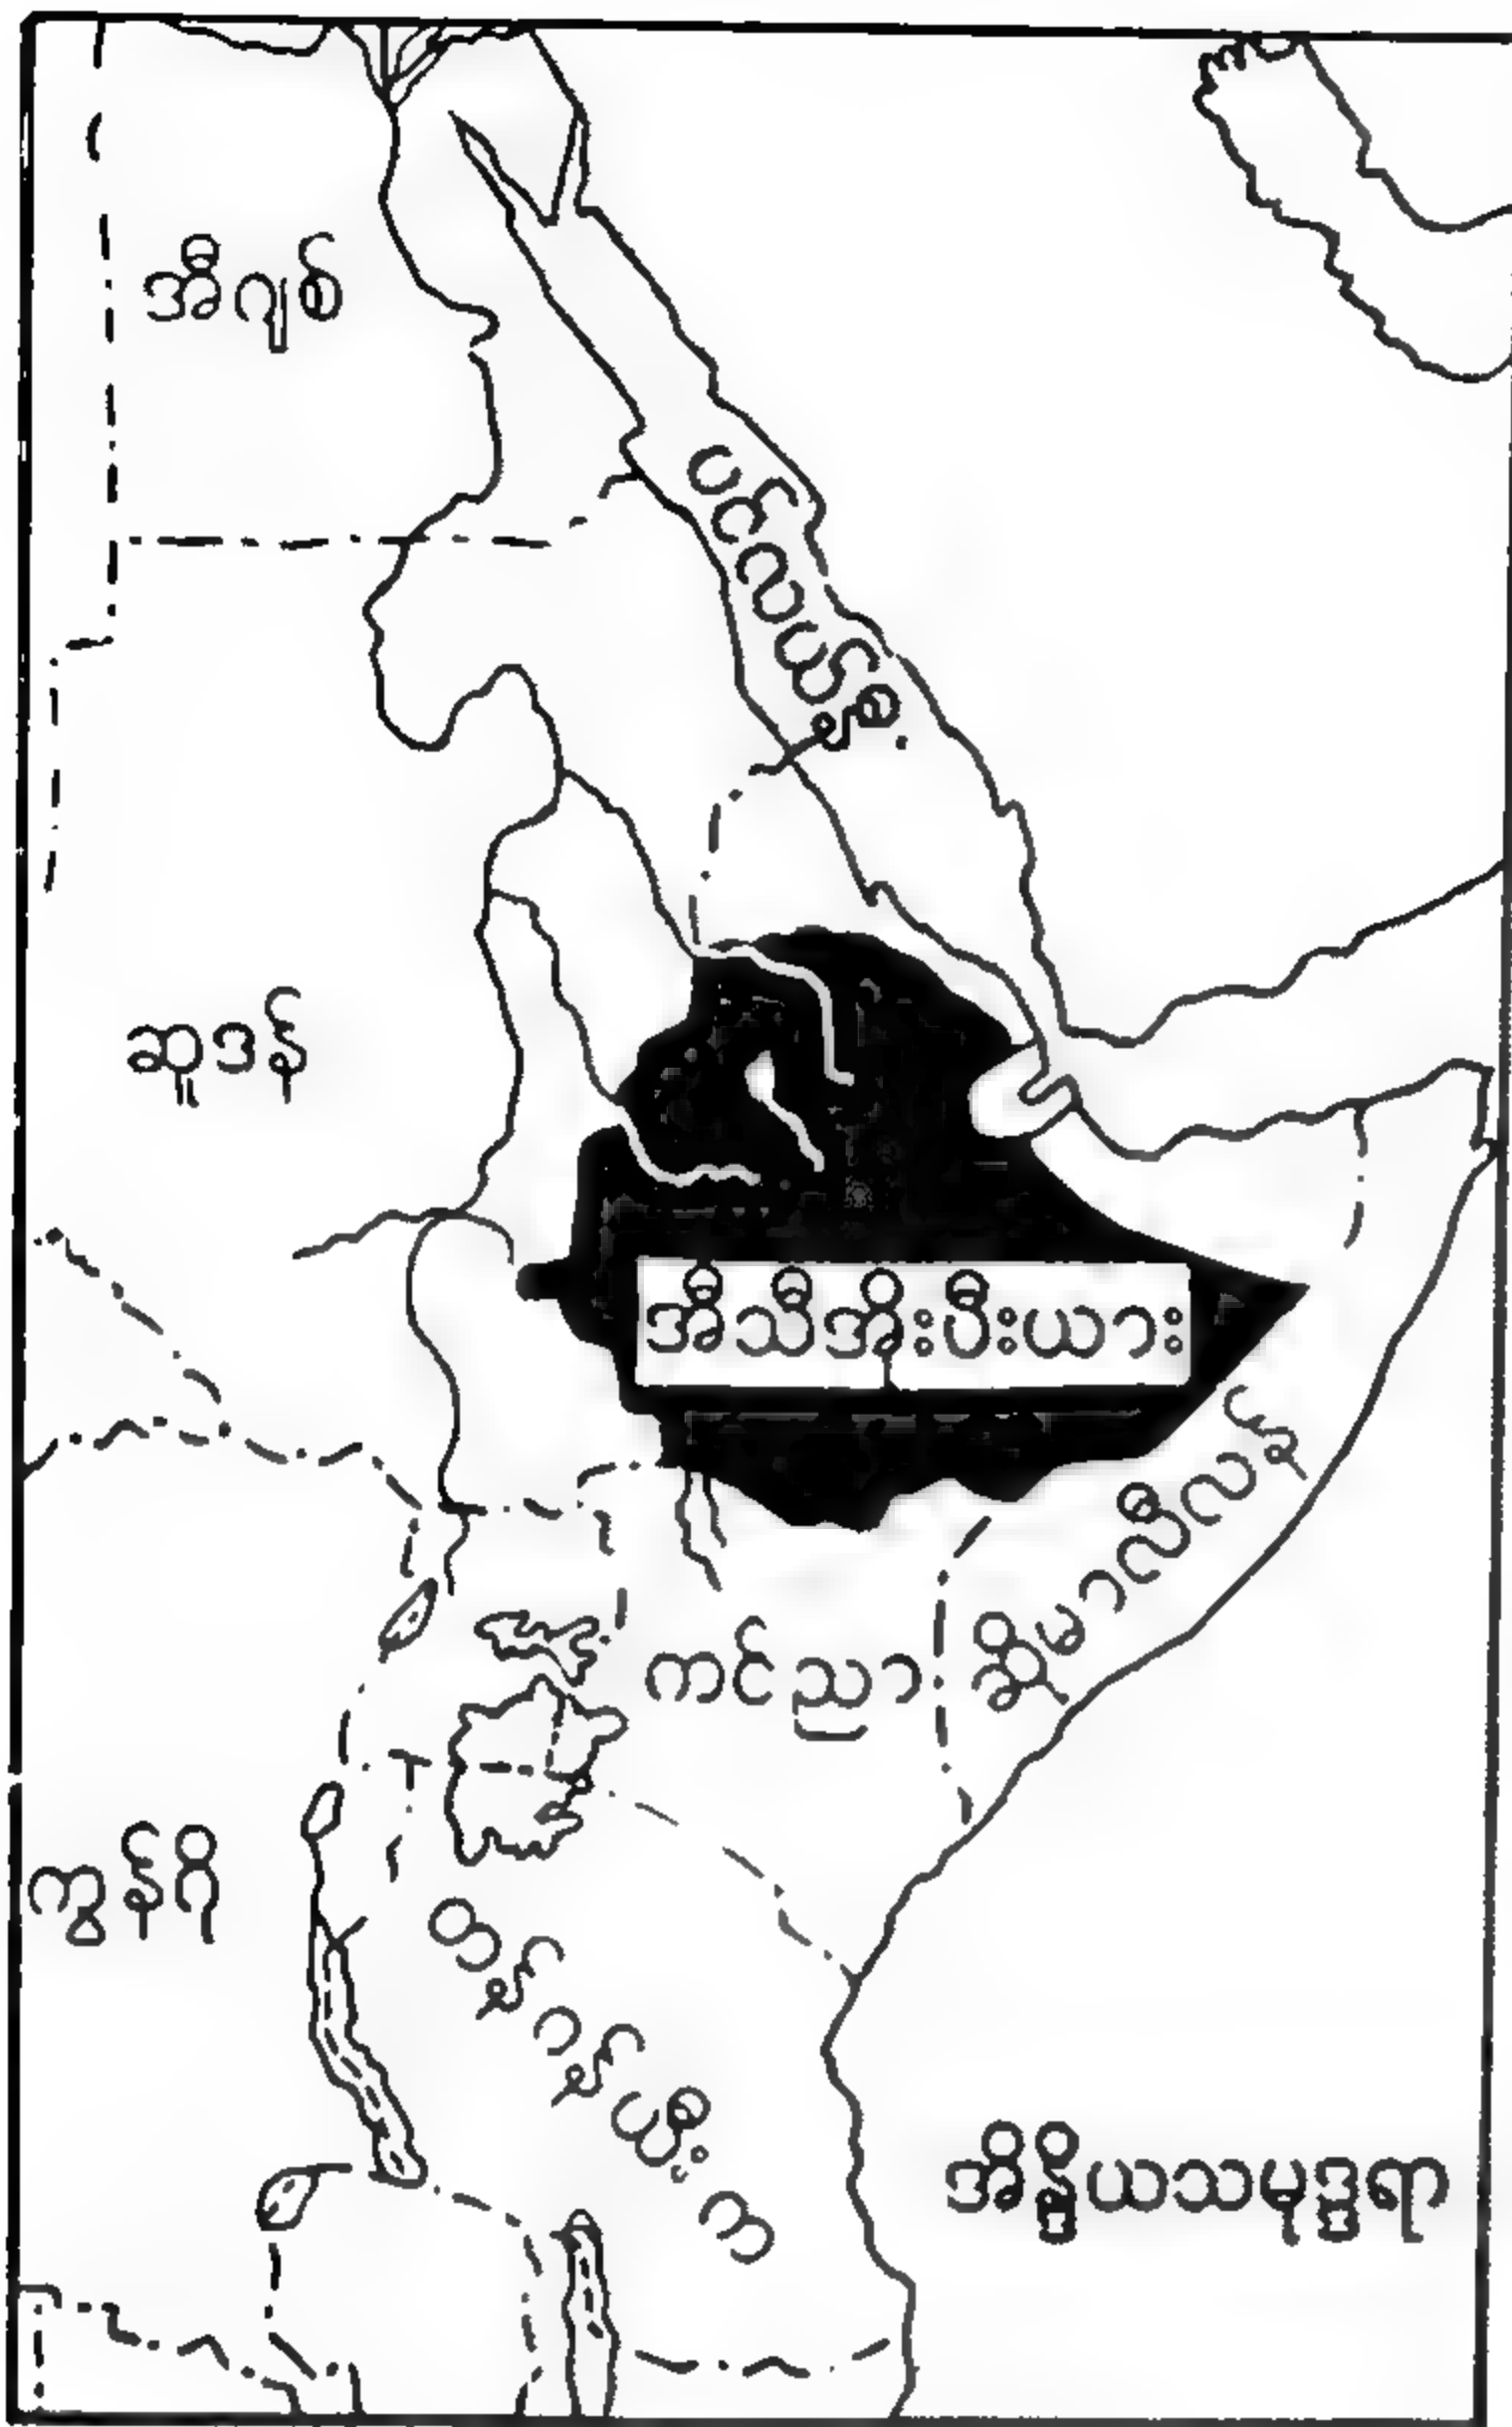 အီဂျစ်
ပင်လယ်နီ
ဆူဒန်
အီသီအိုးပီးယား
ဆိုမာလီလန်
ကင်ညာ
ကွန်ဂို
တန်ဂန်ယီးက
အိန္ဒိယသမုဒ္ဒရာ